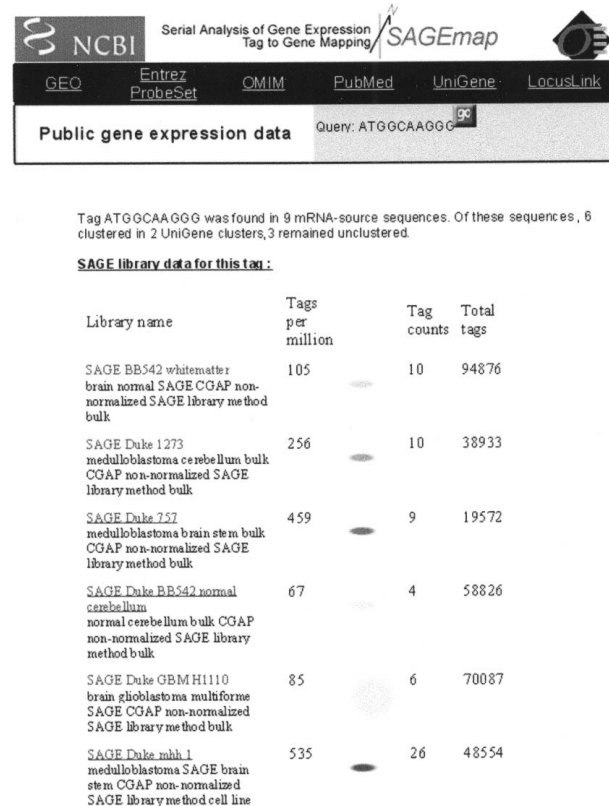 NCBI
Serial Analysis of Gene Expression
Tag to Gene Mapping
SAGEmap
GEO Entrez ProbeSet OMIM PubMed UniGene LocusLink
Public gene expression data
Query: ATGGCAAGGG go
Tag ATGGCAAGGG was found in 9 mRNA-source sequences. Of these sequences, 6
clustered in 2 UniGene clusters, 3 remained unclustered.
SAGE library data for this tag :
Library name Tags per million Tag counts Total tags
SAGE BB542 whitematter 105 10 94876
brain normal SAGE CGAP non-
normalized SAGE library method
bulk
SAGE Duke 1273 256 10 38933
medulloblastoma cerebellum bulk
CGAP non-normalized SAGE
library method bulk
SAGE Duke 757 459 9 19572
medulloblastoma brain stem bulk
CGAP non-normalized SAGE
library method bulk
SAGE Duke BB542 normal 67 4 58826
cerebellum
normal cerebellum bulk CGAP
non-normalized SAGE library
method bulk
SAGE Duke GBM H1110 85 6 70087
brain glioblastoma multiforme
SAGE CGAP non-normalized
SAGE library method bulk
SAGE Duke mhh 1 535 26 48554
medulloblastoma SAGE brain
stem CGAP non-normalized
SAGE library method cell line